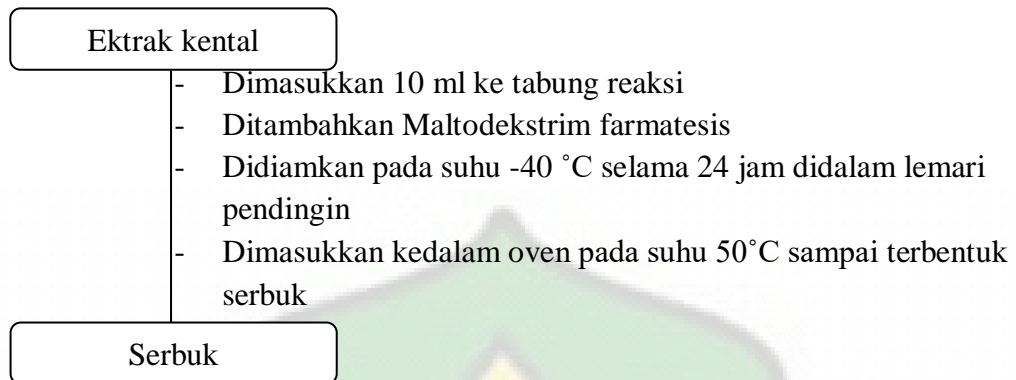 Ektrak kental
- Dimasukkan 10 ml ke tabung reaksi
- Ditambahkan Maltodekstrim farmatesis
- Didiamkan pada suhu -40 ˚C selama 24 jam didalam lemari
pendingin
- Dimasukkan kedalam oven pada suhu 50˚C sampai terbentuk
serbuk
Serbuk